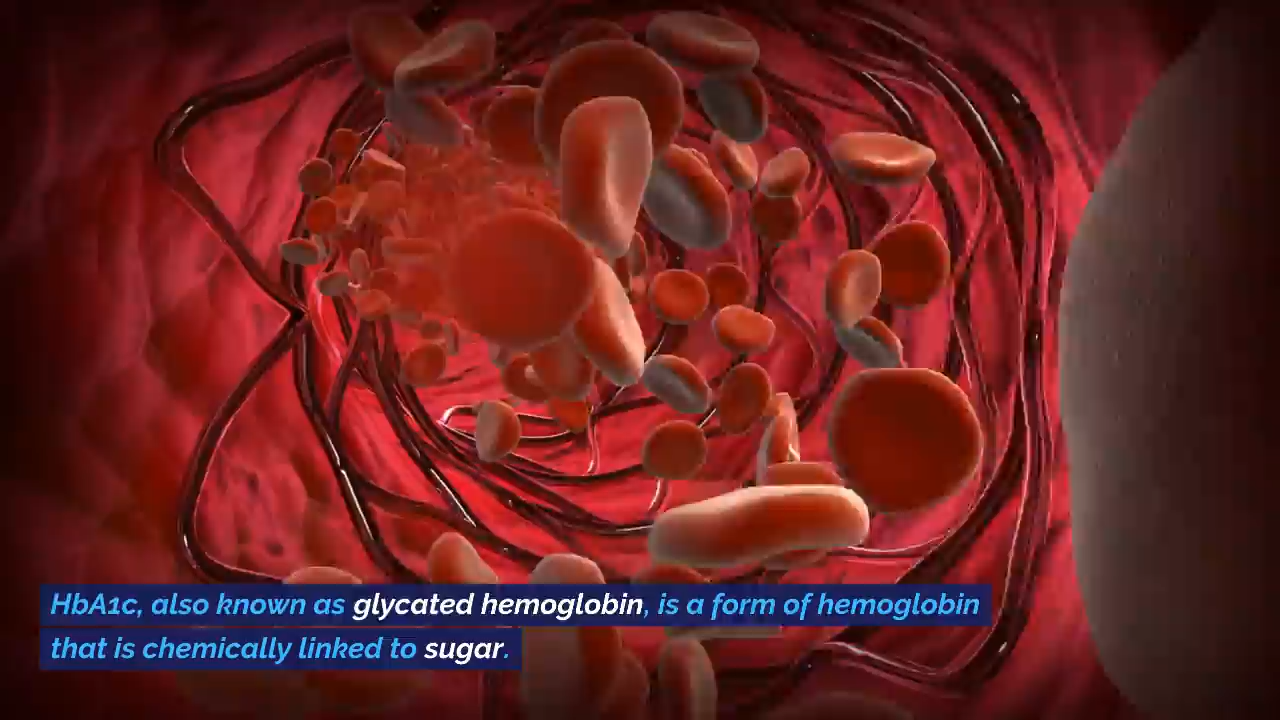 HbA1c, also known as glycated hemoglobin, is a form of hemoglobin
that is chemically linked to sugar.